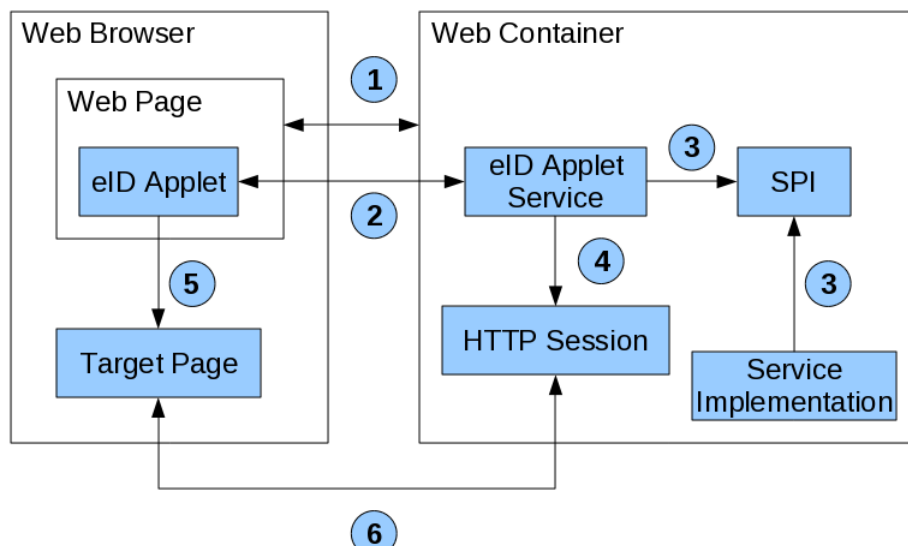 Web Browser
Web Container
1
Web Page
3
eID Applet
eID Applet
Service
SPI
2
4
5
3
HTTP Session
Target Page
Service
Implementation
6